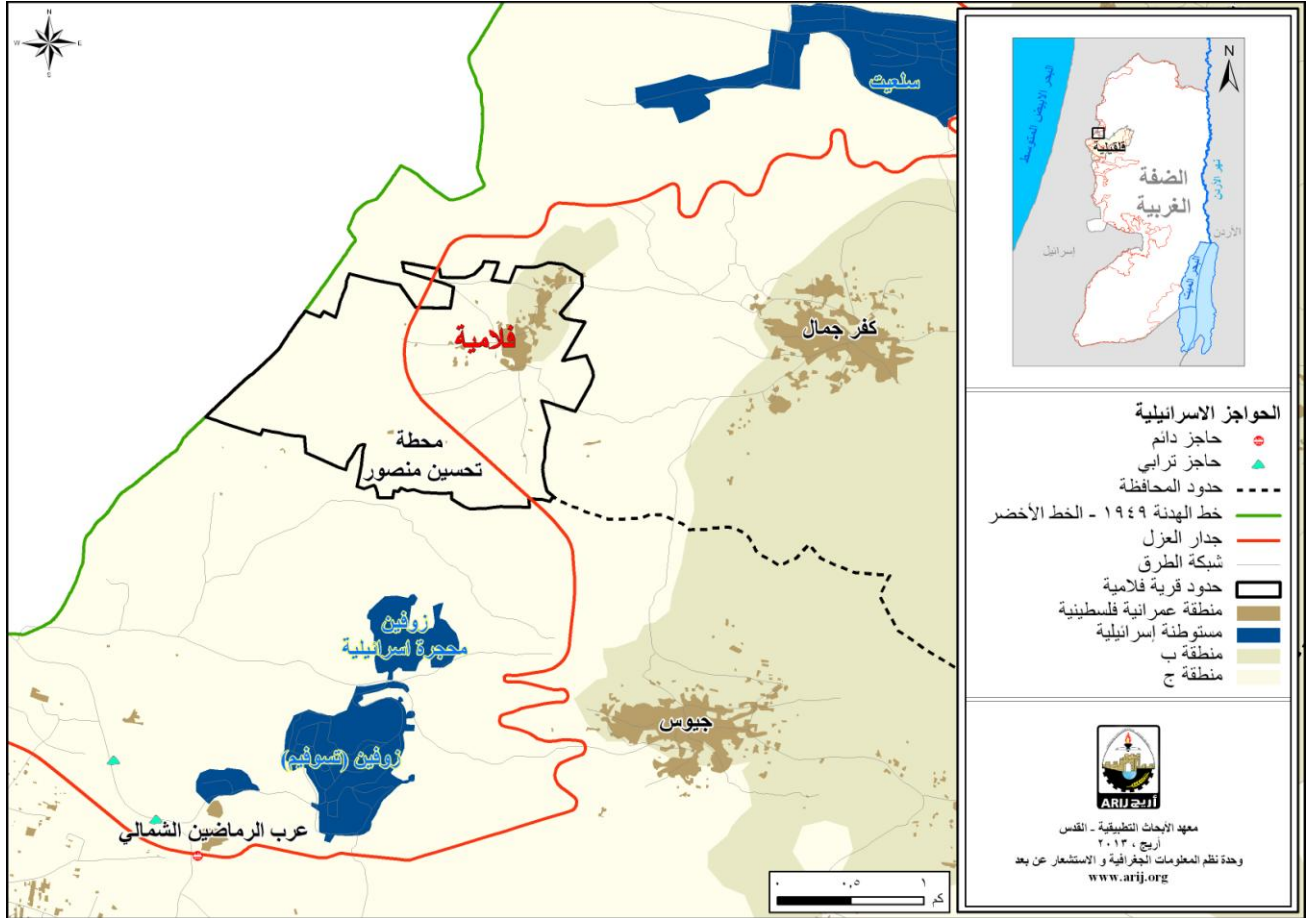 N
W
E
S
سلعيت
كفر جمال
فلامية
محطة
تحسين منصور
زوفين
محجرة اسرائيلية
جيوس
زوفين (تسوفيم)
عرب الرماضين الشمالي
٠ ٠,٥ ١
كم
N
البحر الابيض المتوسط
قلقيلية
الضفة
الغربية
نهر الأردن
الأردن
إسرائيل
البحر الميت
الحواجز الاسرائيلية
حاجز دائم
حاجز ترابي
حدود المحافظة
خط الهدنة ١٩٤٩ - الخط الأخضر
جدار العزل
شبكة الطرق
حدود قرية فلامية
منطقة عمرانية فلسطينية
مستوطنة إسرائيلية
منطقة ب
منطقة ج
ARIJ أريج
معهد الأبحاث التطبيقية - القدس
أريج ، ٢٠١٣
وحدة نظم المعلومات الجغرافية و الاستشعار عن بعد
www.arij.org